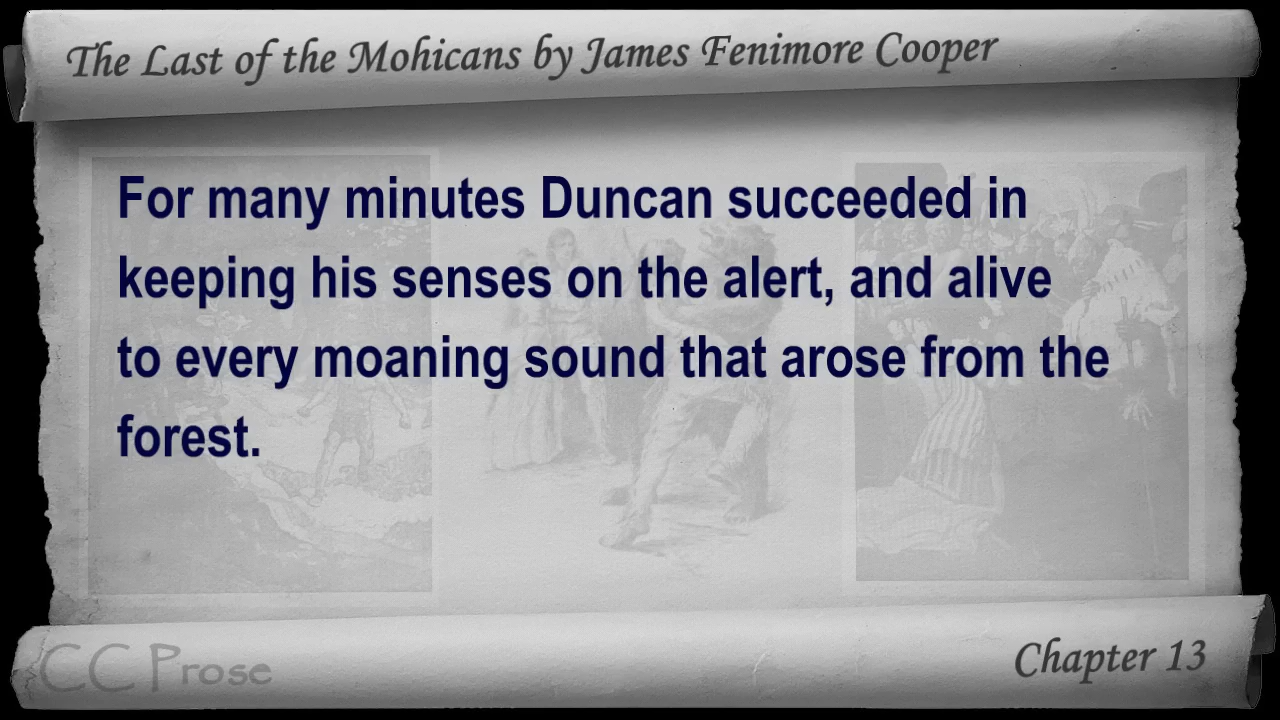 The Last of the Mohicans by James Fenimore Cooper
For many minutes Duncan succeeded in
keeping his senses on the alert, and alive
to every moaning sound that arose from the
forest.
CC Prose
Chapter 13